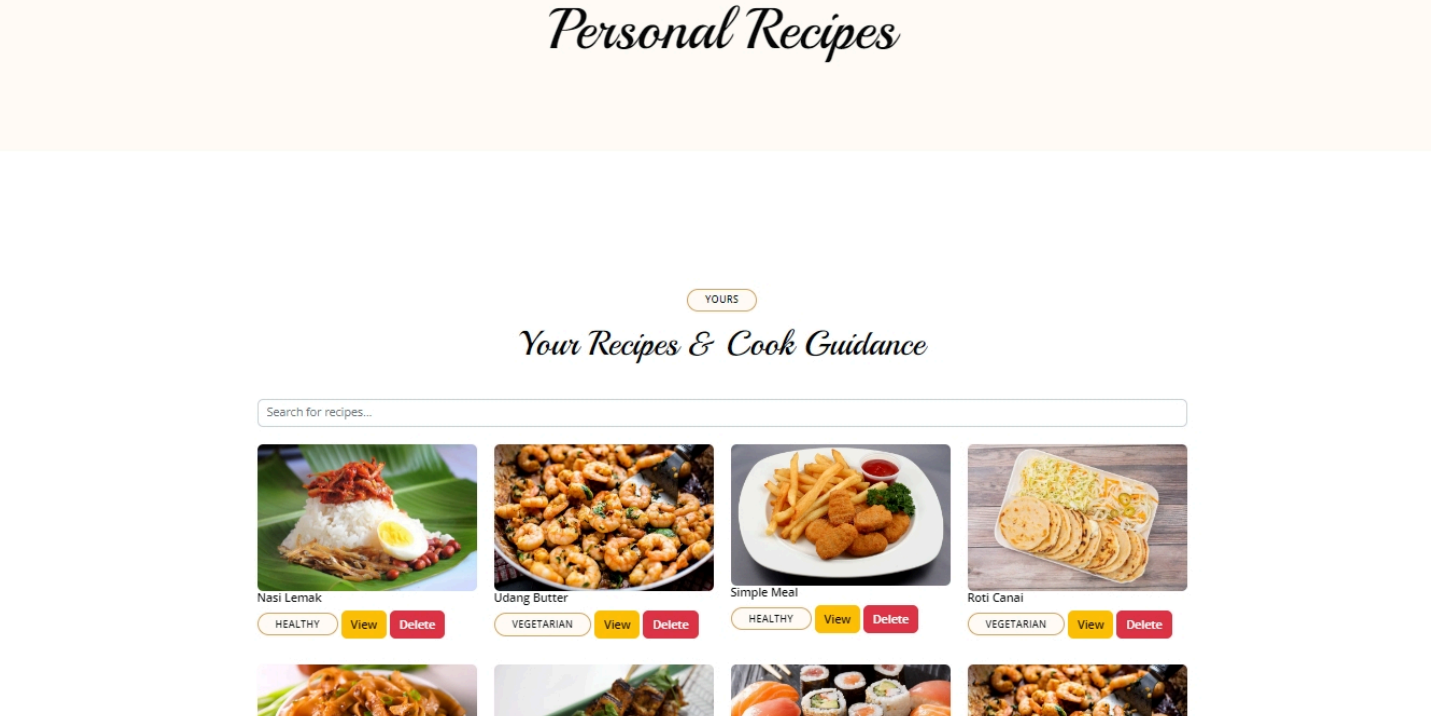 Personal Recipes
YOURS
Your Recipes & Cook Guidance
Search for recipes...
Nasi Lemak
HEALTHY View Delete
Udang Butter
VEGETARIAN View Delete
Simple Meal
HEALTHY View Delete
Roti Canai
VEGETARIAN View Delete